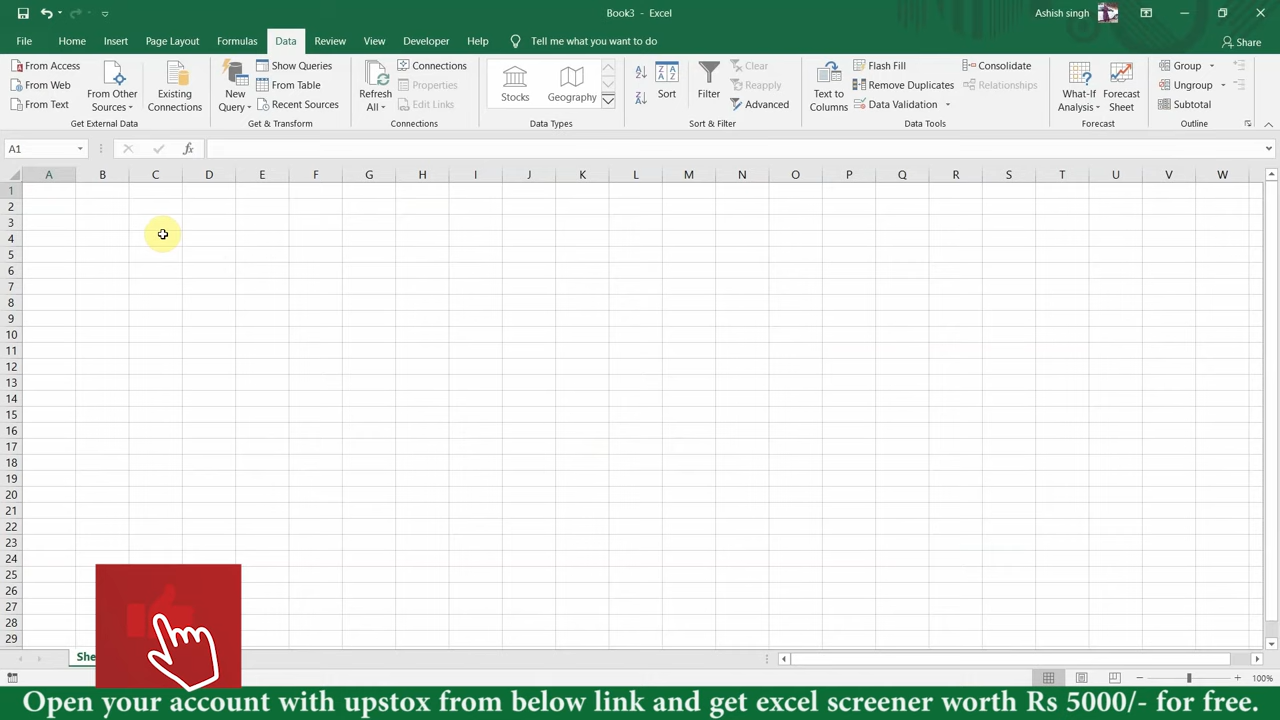 Book3 - Excel
Ashish singh
File Home Insert Page Layout Formulas Data Review View Developer Help Tell me what you want to do
Share
From Access
From Web
From Text
From Other
Sources
Existing
Connections
Get External Data
New
Query
Show Queries
From Table
Recent Sources
Get & Transform
Refresh
All
Connections
Properties
Edit Links
Connections
Stocks
Geography
Data Types
Sort
Filter
Clear
Reapply
Advanced
Sort & Filter
Text to
Columns
Flash Fill
Remove Duplicates
Data Validation
Consolidate
Relationships
Data Tools
What-If
Analysis
Forecast
Sheet
Forecast
Group
Ungroup
Subtotal
Outline
A1
fx
A B C D E F G H I J K L M N O P Q R S T U V W
1
2
3
4
5
6
7
8
9
10
11
12
13
14
15
16
17
18
19
20
21
22
23
24
25
26
27
28
29
She
100%
Open your account with upstox from below link and get excel screener worth Rs 5000/- for free.